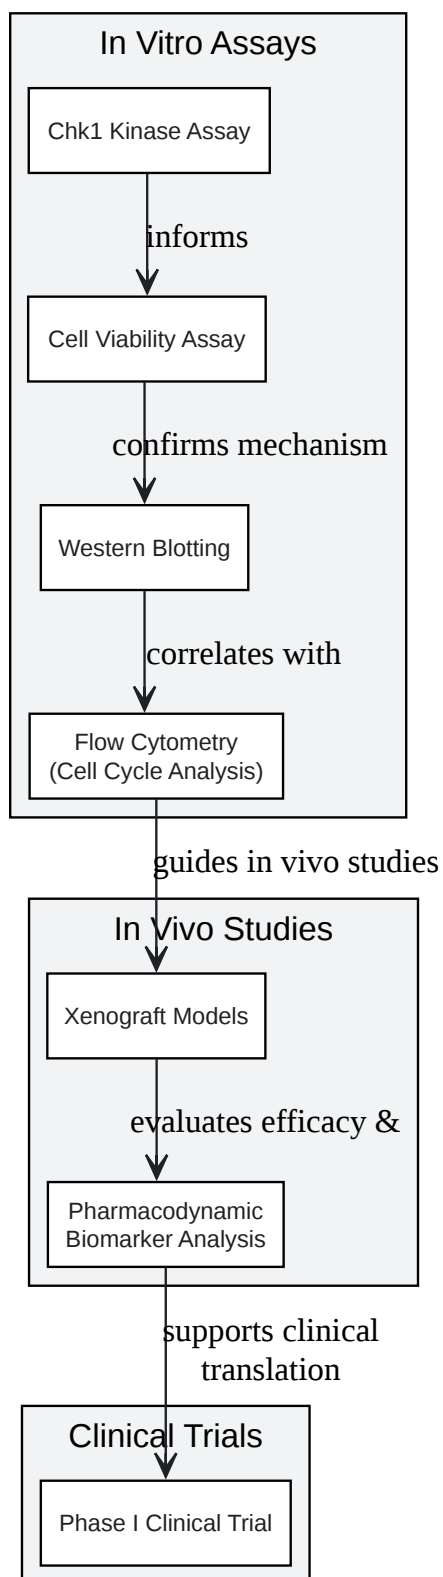 In Vitro Assays
Chk1 Kinase Assay
informs
Cell Viability Assay
confirms mechanism
Western Blotting
correlates with
Flow Cytometry
(Cell Cycle Analysis)
guides in vivo studies
In Vivo Studies
Xenograft Models
evaluates efficacy &
Pharmacodynamic
Biomarker Analysis
supports clinical
translation
Clinical Trials
Phase I Clinical Trial